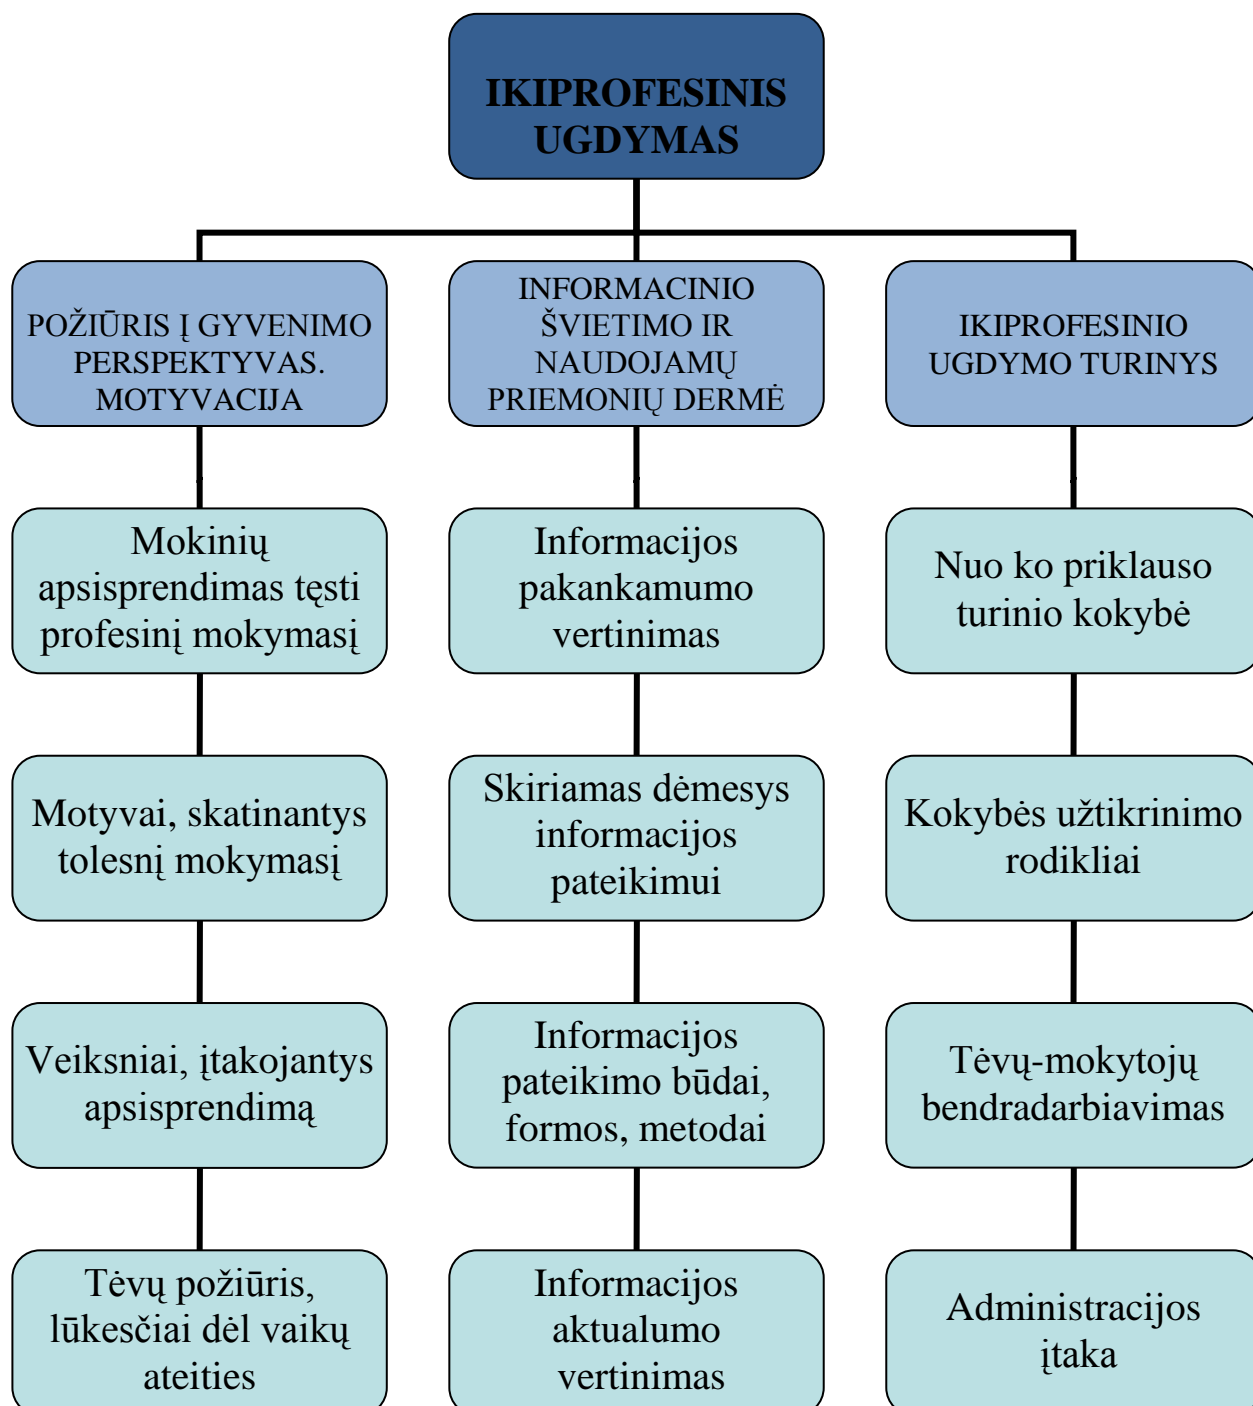 IKIPROFESINIS
UGDYMAS
POŽIŪRIS Į GYVENIMO
PERSPEKTYVAS.
MOTYVACIJA
INFORMACINIO
ŠVIETIMO IR
NAUDOJAMŲ
PRIEMONIŲ DERMĖ
IKIPROFESINIO
UGDYMO TURINYS
Mokinių
apsisprendimas tęsti
profesinį mokymąsį
Informacijos
pakankamumo
vertinimas
Nuo ko priklauso
turinio kokybė
Motyvai, skatinantys
tolesnį mokymąsį
Skiriamas dėmesys
informacijos
pateikimui
Kokybės užtikrinimo
rodikliai
Veiksniai, įtakojantys
apsisprendimą
Informacijos
pateikimo būdai,
formos, metodai
Tėvų-mokytojų
bendradarbiavimas
Tėvų požiūris,
lūkesčiai dėl vaikų
ateities
Informacijos
aktualumo
vertinimas
Administracijos
įtaka